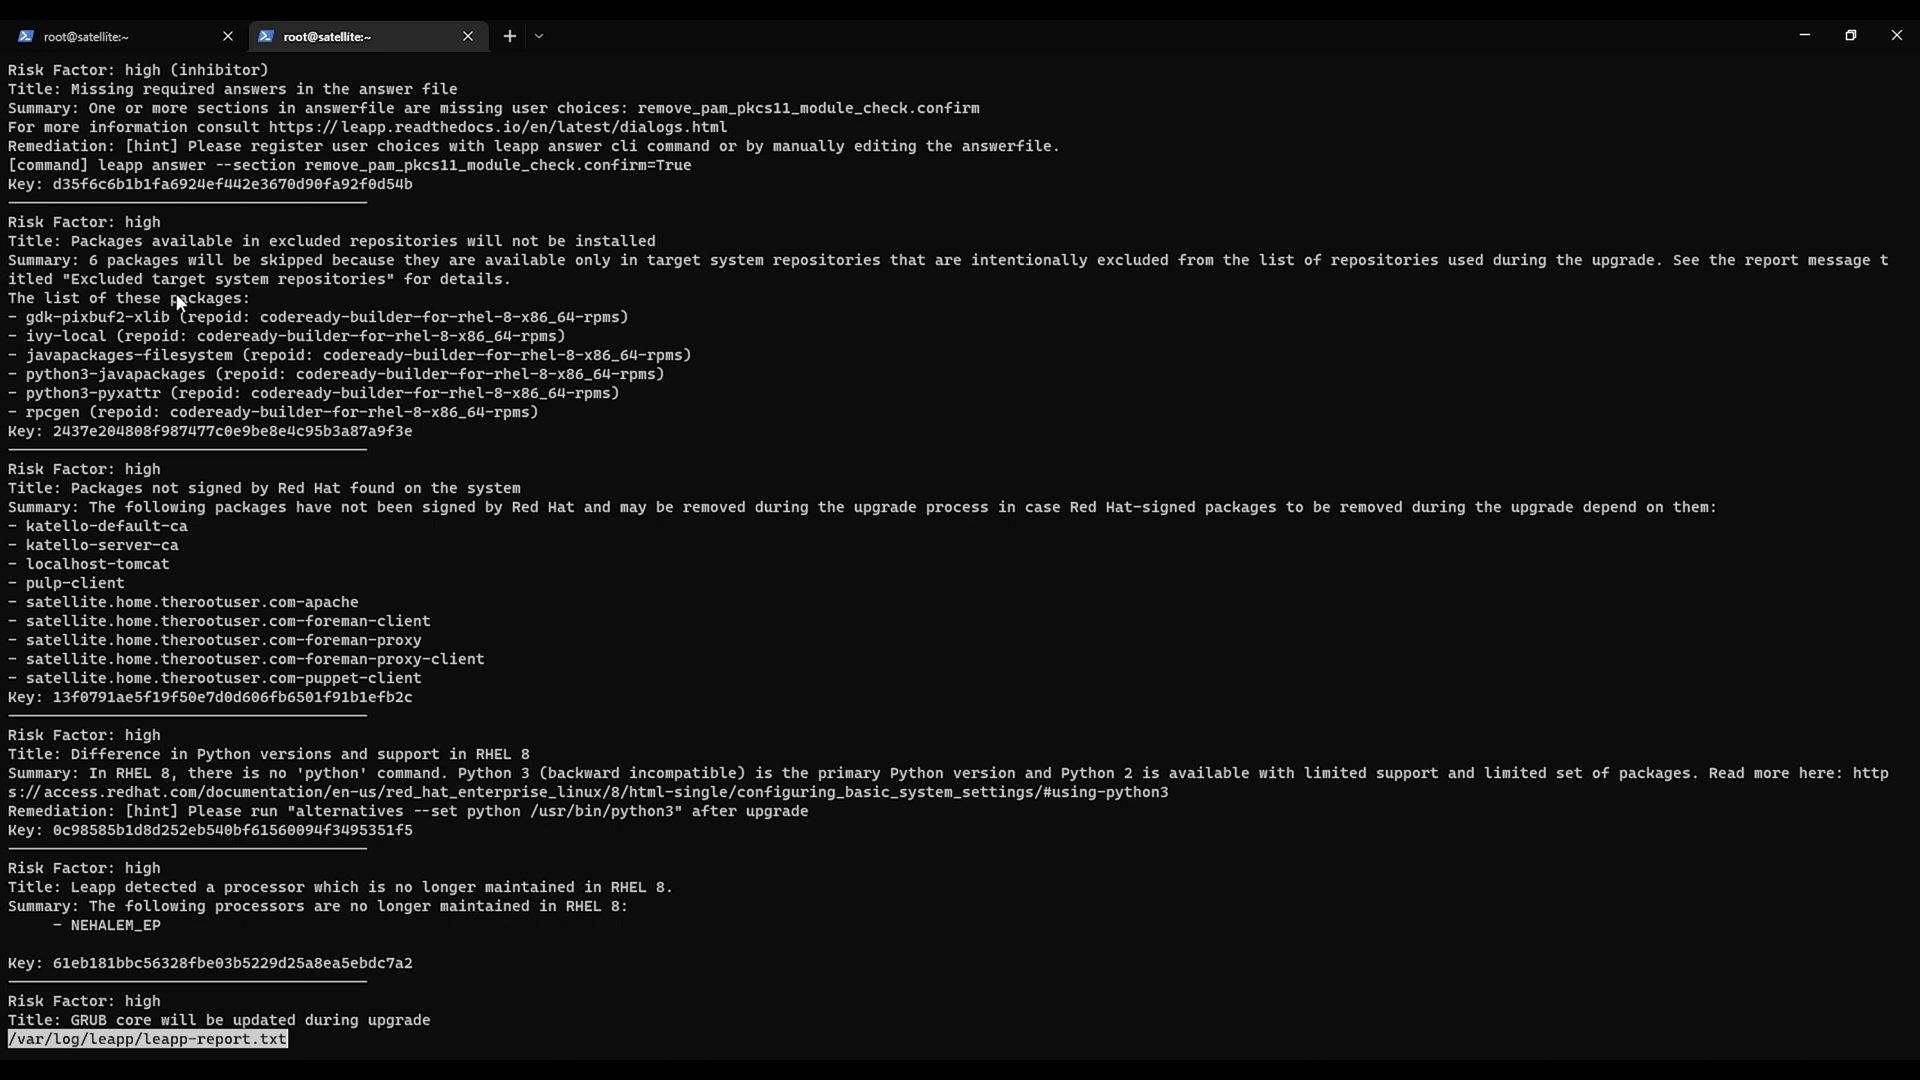 root@satellite:~
root@satellite:~
Risk Factor: high (inhibitor)
Title: Missing required answers in the answer file
Summary: One or more sections in answerfile are missing user choices: remove_pam_pkcs11_module_check.confirm
For more information consult https://leapp.readthedocs.io/en/latest/dialogs.html
Remediation: [hint] Please register user choices with leapp answer cli command or by manually editing the answerfile.
[command] leapp answer --section remove_pam_pkcs11_module_check.confirm=True
Key: d35f6c6b1b1fa6924ef442e3670d90fa92f0d54b
Risk Factor: high
Title: Packages available in excluded repositories will not be installed
Summary: 6 packages will be skipped because they are available only in target system repositories that are intentionally excluded from the list of repositories used during the upgrade. See the report message t
itled "Excluded target system repositories" for details.
The list of these packages:
- gdk-pixbuf2-xlib (repoid: codeready-builder-for-rhel-8-x86_64-rpms)
- ivy-local (repoid: codeready-builder-for-rhel-8-x86_64-rpms)
- javapackages-filesystem (repoid: codeready-builder-for-rhel-8-x86_64-rpms)
- python3-javapackages (repoid: codeready-builder-for-rhel-8-x86_64-rpms)
- python3-pyxattr (repoid: codeready-builder-for-rhel-8-x86_64-rpms)
- rpcgen (repoid: codeready-builder-for-rhel-8-x86_64-rpms)
Key: 2437e204808f987477c0e9be8e4c95b3a87a9f3e
Risk Factor: high
Title: Packages not signed by Red Hat found on the system
Summary: The following packages have not been signed by Red Hat and may be removed during the upgrade process in case Red Hat-signed packages to be removed during the upgrade depend on them:
- katello-default-ca
- katello-server-ca
- localhost-tomcat
- pulp-client
- satellite.home.therootuser.com-apache
- satellite.home.therootuser.com-foreman-client
- satellite.home.therootuser.com-foreman-proxy
- satellite.home.therootuser.com-foreman-proxy-client
- satellite.home.therootuser.com-puppet-client
Key: 13f0791ae5f19f50e7d0d606fb6501f91b1efb2c
Risk Factor: high
Title: Difference in Python versions and support in RHEL 8
Summary: In RHEL 8, there is no 'python' command. Python 3 (backward incompatible) is the primary Python version and Python 2 is available with limited support and limited set of packages. Read more here: http
s://access.redhat.com/documentation/en-us/red_hat_enterprise_linux/8/html-single/configuring_basic_system_settings/#using-python3
Remediation: [hint] Please run "alternatives --set python /usr/bin/python3" after upgrade
Key: 0c98585b1d8d252eb540bf61560094f3495351f5
Risk Factor: high
Title: Leapp detected a processor which is no longer maintained in RHEL 8.
Summary: The following processors are no longer maintained in RHEL 8:
- NEHALEM_EP
Key: 61eb181bbc56328fbe03b5229d25a8ea5ebdc7a2
Risk Factor: high
Title: GRUB core will be updated during upgrade
/var/log/leapp/leapp-report.txt